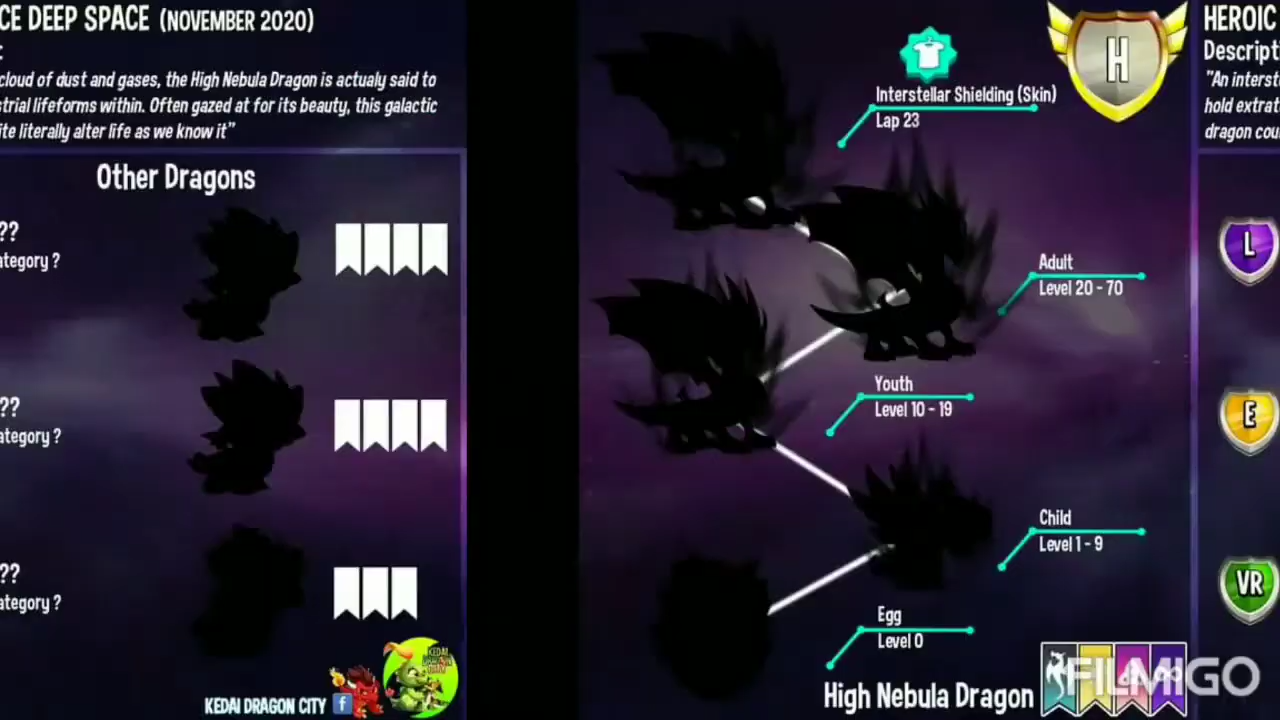 CE DEEP SPACE (NOVEMBER 2020)
:
cloud of dust and gases, the High Nebula Dragon is actualy said to
strial lifeforms within. Often gazed at for its beauty, this galactic
ite literally alter life as we know it"
Other Dragons
??
ategory ?
??
ategory ?
??
ategory ?
KEDAI DRAGON CITY
f
KEDAI
DRAGON
CITY
Interstellar Shielding (Skin)
Lap 23
H
Adult
Level 20 - 70
Youth
Level 10 - 19
Child
Level 1 - 9
Egg
Level 0
High Nebula Dragon
FILMIGO
HEROIC
Descript
"An interst
hold extrat
dragon cou
L
E
VR